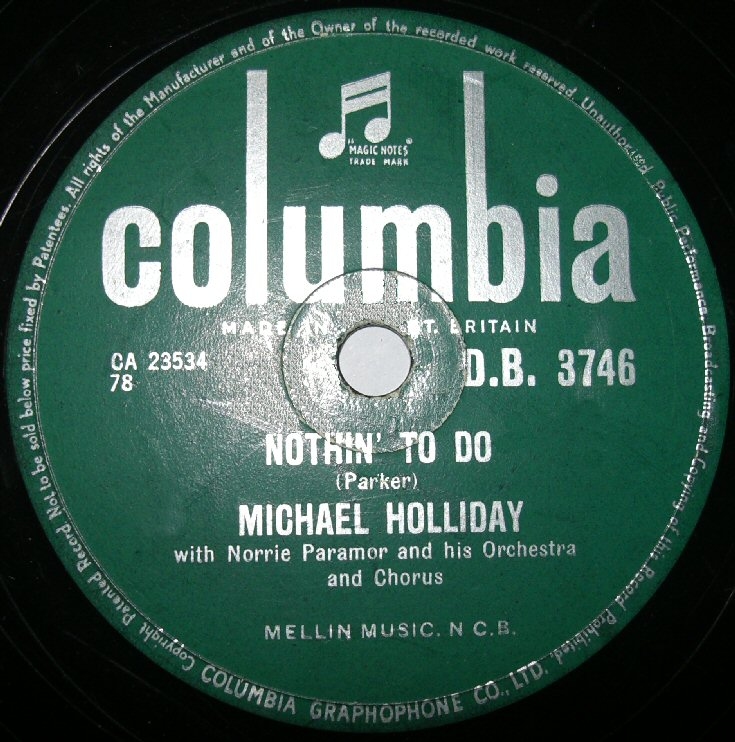 Copyright Patented Record Not to be sold below price fixed by Patentees. All rights of the Manufacturer and of the Owner of the recorded work reserved. Unauthorised Public Performance, Broadcasting and Copying of this Record Prohibited.
"MAGIC NOTES"
TRADE MARK
columbia
MADE IN GT. BRITAIN
CA 23534
78
D.B. 3746
NOTHIN' TO DO
(Parker)
MICHAEL HOLLIDAY
with Norrie Paramor and his Orchestra
and Chorus
MELLIN MUSIC. N C.B.
COLUMBIA GRAPHOPHONE CO., LTD.